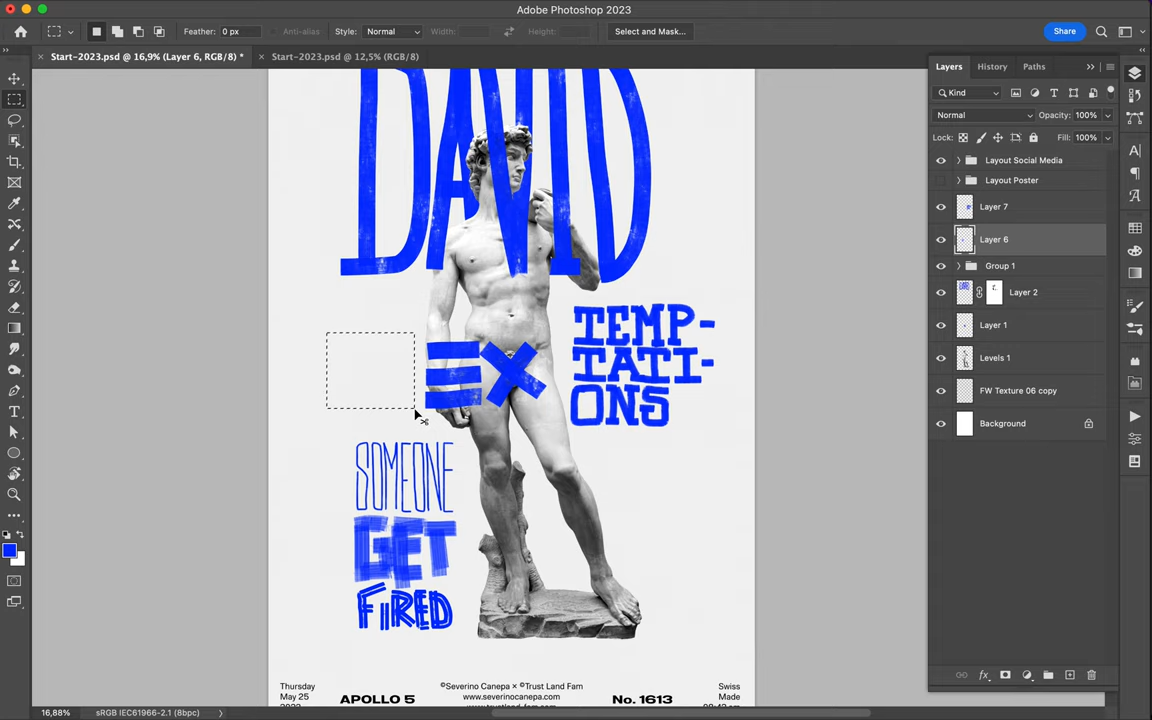 Adobe Photoshop 2023
Feather: 0 px
Anti-alias
Style: Normal
Width:
Height:
Select and Mask...
Share
Start-2023.psd @ 16,9% (Layer 6, RGB/8) *
Start-2023.psd @ 12,5% (RGB/8)
Layers
History
Paths
Kind
Normal
Opacity: 100%
Lock:
Fill: 100%
Layout Social Media
Layout Poster
Layer 7
Layer 6
Group 1
Layer 2
Layer 1
Levels 1
FW Texture 06 copy
Background
DAVID
TEMP-
TATI-
ONS
SOMEONE
GET
FIRED
Thursday
May 25
APOLLO 5
©Severino Canepa × ©Trust Land Fam
www.severinocanepa.com
No. 1613
Swiss
Made
16,88%
sRGB IEC61966-2.1 (8bpc)